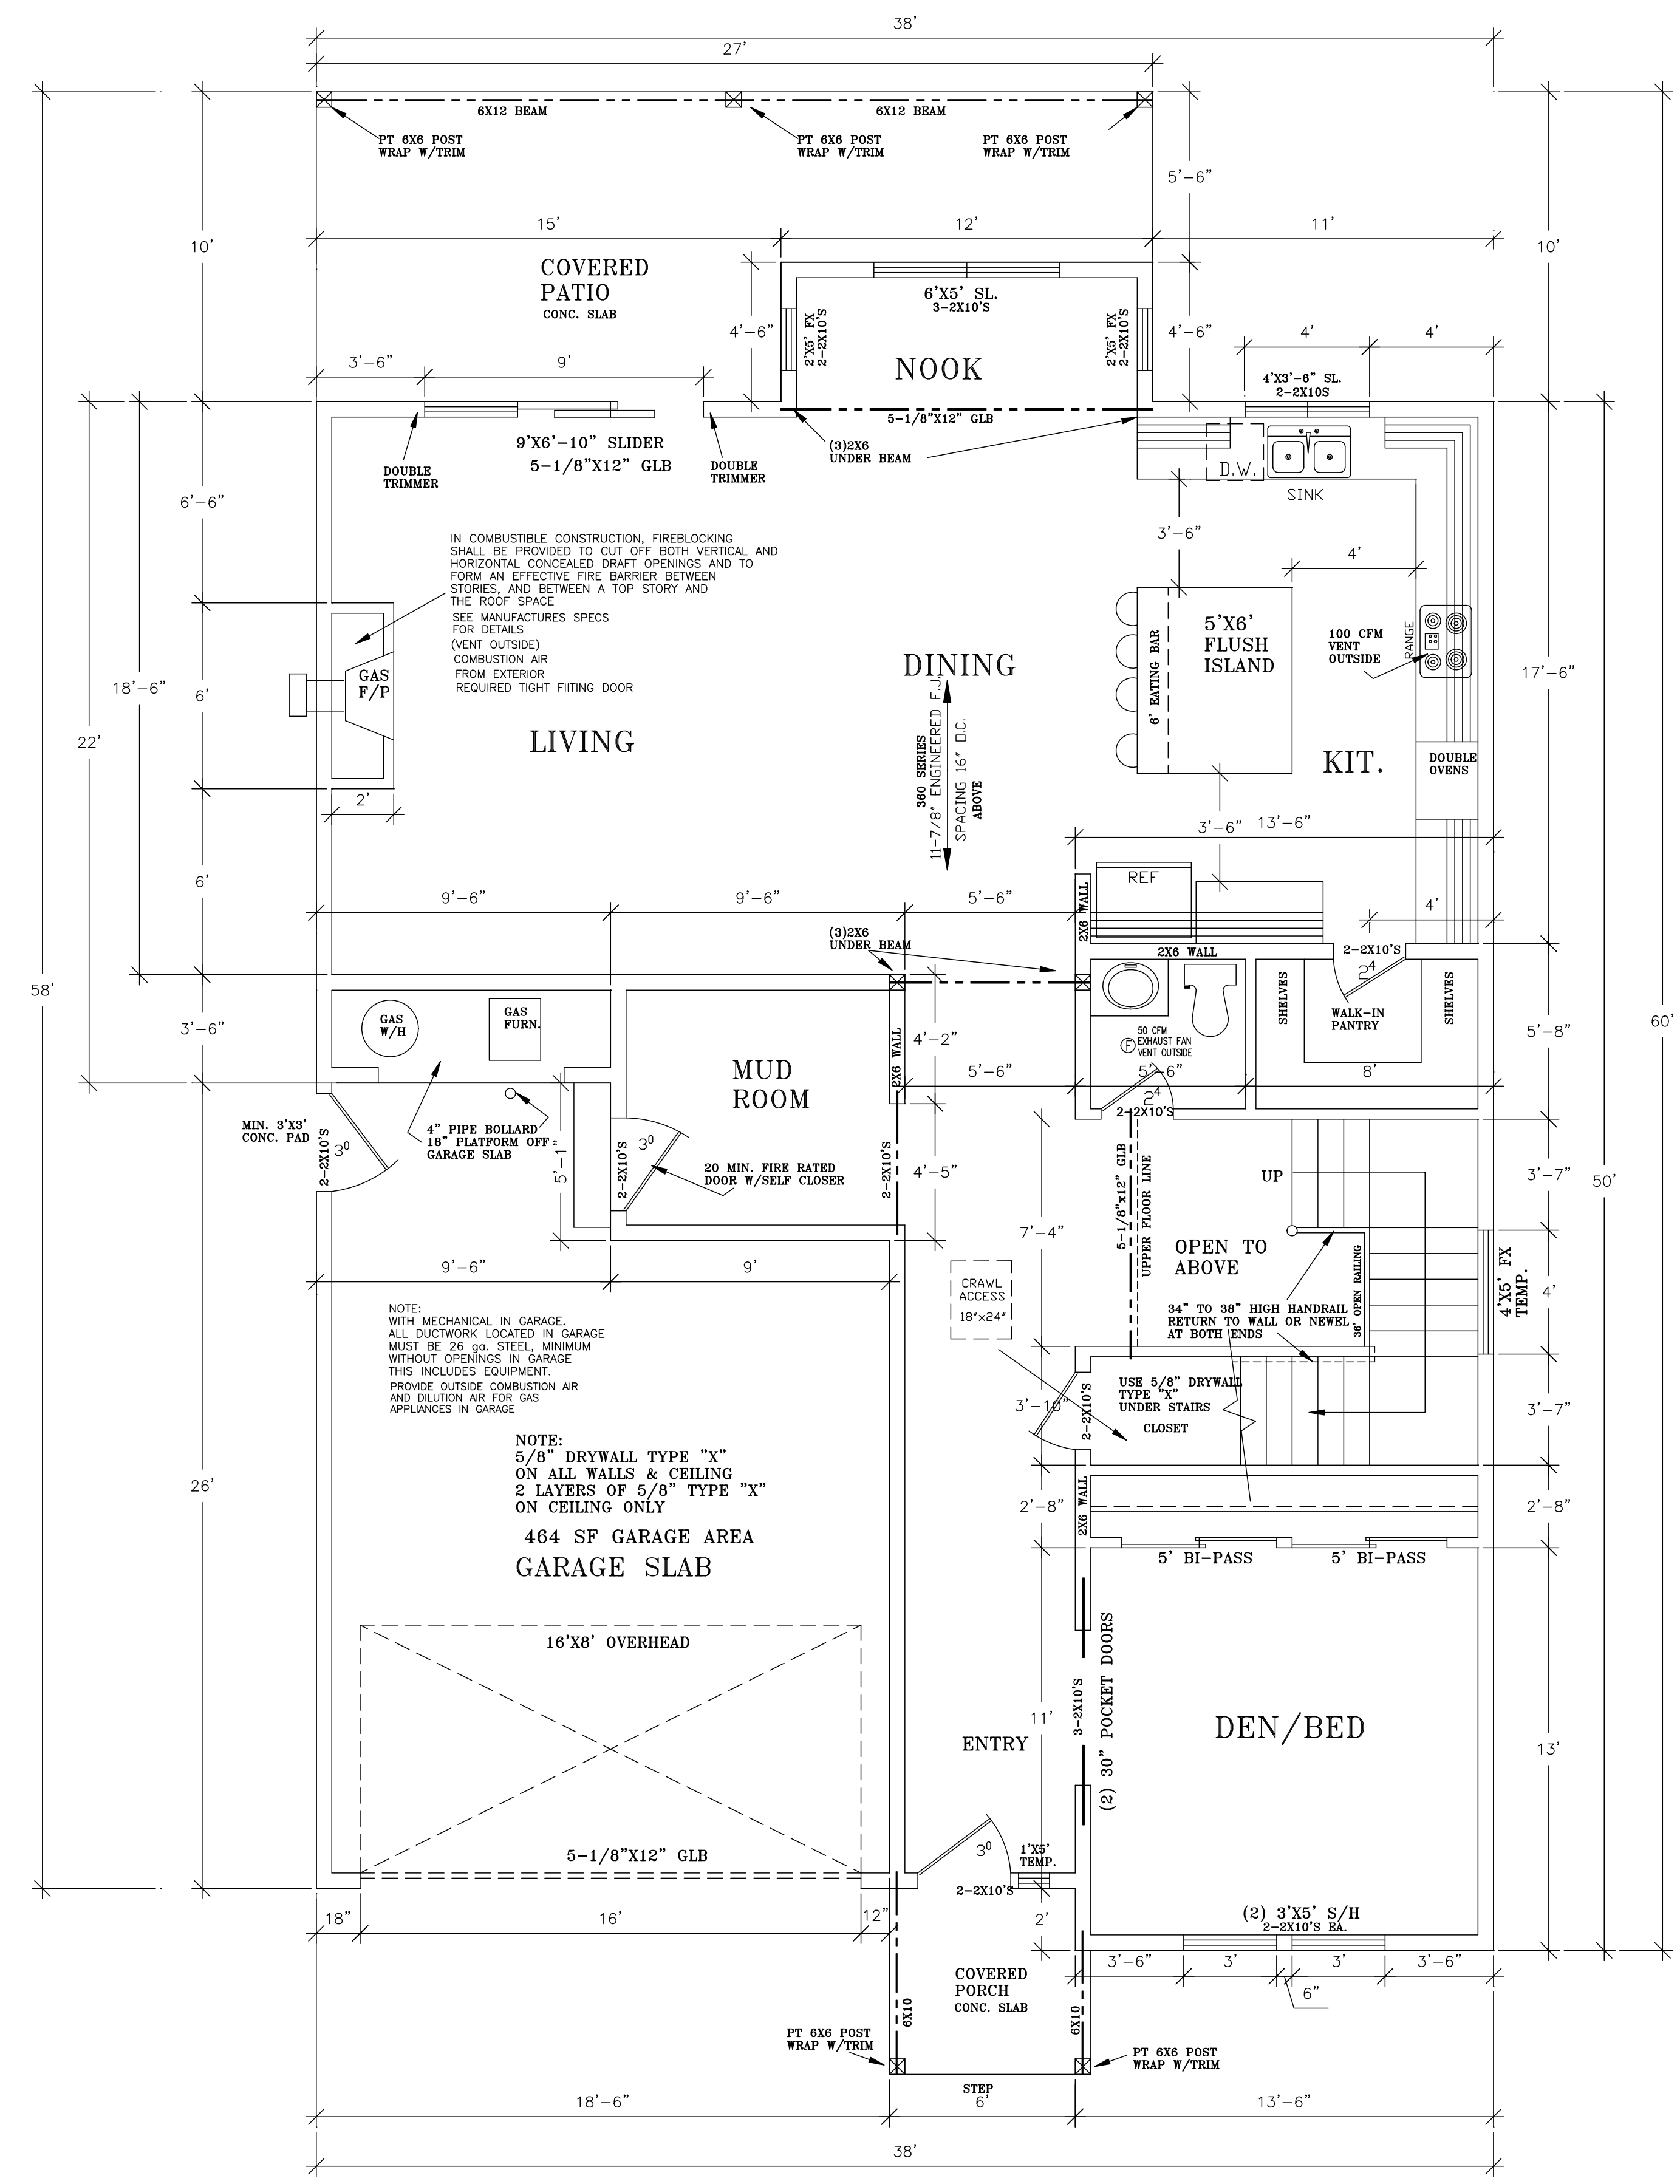 38'
27'
6X12 BEAM
6X12 BEAM
PT 6X6 POST
WRAP W/TRIM
PT 6X6 POST
WRAP W/TRIM
PT 6X6 POST
WRAP W/TRIM
5'-6"
15'
12'
11'
10'
10'
COVERED
PATIO
CONC. SLAB
6'X5' SL.
3-2X10'S
2'X5' FX
2-2X10'S
2'X5' FX
2-2X10'S
4'-6"
4'-6"
4'
4'
NOOK
3'-6"
9'
4'X3'-6" SL.
2-2X10S
5-1/8"X12" GLB
9'X6'-10" SLIDER
5-1/8"X12" GLB
(3)2X6
UNDER BEAM
DOUBLE
TRIMMER
DOUBLE
TRIMMER
D.W.
SINK
6'-6"
3'-6"
4'
IN COMBUSTIBLE CONSTRUCTION, FIREBLOCKING
SHALL BE PROVIDED TO CUT OFF BOTH VERTICAL AND
HORIZONTAL CONCEALED DRAFT OPENINGS AND TO
FORM AN EFFECTIVE FIRE BARRIER BETWEEN
STORIES, AND BETWEEN A TOP STORY AND
THE ROOF SPACE
SEE MANUFACTURES SPECS
FOR DETAILS
(VENT OUTSIDE)
COMBUSTION AIR
FROM EXTERIOR
REQUIRED TIGHT FIITING DOOR
GAS
F/P
5'X6'
FLUSH
ISLAND
6' EATING BAR
100 CFM
VENT
OUTSIDE
RANGE
DINING
18'-6"
6'
17'-6"
22'
LIVING
360 SERIES
11-7/8" ENGINEERED F.J.
SPACING 16" O.C.
ABOVE
KIT.
DOUBLE
OVENS
2'
3'-6"
13'-6"
6'
REF
9'-6"
9'-6"
5'-6"
4'
2X6 WALL
(3)2X6
UNDER BEAM
2X6 WALL
2-2X10'S
24
58'
60'
GAS
W/H
GAS
FURN.
SHELVES
WALK-IN
PANTRY
SHELVES
3'-6"
4'-2"
2X6 WALL
50 CFM
EXHAUST FAN
VENT OUTSIDE
F
5'-8"
MUD
ROOM
5'-6"
5'-6"
8'
24
2-2X10'S
MIN. 3'X3'
CONC. PAD
2-2X10'S
30
4" PIPE BOLLARD
18" PLATFORM OFF
GARAGE SLAB
5'-1"
2-2X10'S
30
20 MIN. FIRE RATED
DOOR W/SELF CLOSER
2-2X10'S
4'-5"
UP
3'-7"
50'
5-1/8"x12" GLB
UPPER FLOOR LINE
7'-4"
OPEN TO
ABOVE
9'-6"
9'
CRAWL
ACCESS
18"x24"
36' OPEN RAILING
4'
4'X5' FX
TEMP.
34" TO 38" HIGH HANDRAIL
RETURN TO WALL OR NEWEL
AT BOTH ENDS
NOTE:
WITH MECHANICAL IN GARAGE.
ALL DUCTWORK LOCATED IN GARAGE
MUST BE 26 ga. STEEL, MINIMUM
WITHOUT OPENINGS IN GARAGE
THIS INCLUDES EQUIPMENT.
PROVIDE OUTSIDE COMBUSTION AIR
AND DILUTION AIR FOR GAS
APPLIANCES IN GARAGE
3'-10"
2-2X10'S
USE 5/8" DRYWALL
TYPE "X"
UNDER STAIRS
CLOSET
3'-7"
NOTE:
5/8" DRYWALL TYPE "X"
ON ALL WALLS & CEILING
2 LAYERS OF 5/8" TYPE "X"
ON CEILING ONLY
26'
2'-8"
2X6 WALL
2'-8"
464 SF GARAGE AREA
GARAGE SLAB
5' BI-PASS
5' BI-PASS
16'X8' OVERHEAD
11'
3-2X10'S
(2) 30" POCKET DOORS
DEN/BED
ENTRY
13'
5-1/8"X12" GLB
30
1'X5'
TEMP.
2-2X10'S
18"
16'
12"
2'
(2) 3'X5' S/H
2-2X10'S EA.
3'-6"
3'
3'
3'-6"
6"
COVERED
PORCH
CONC. SLAB
6X10
6X10
PT 6X6 POST
WRAP W/TRIM
PT 6X6 POST
WRAP W/TRIM
STEP
18'-6"
6'
13'-6"
38'